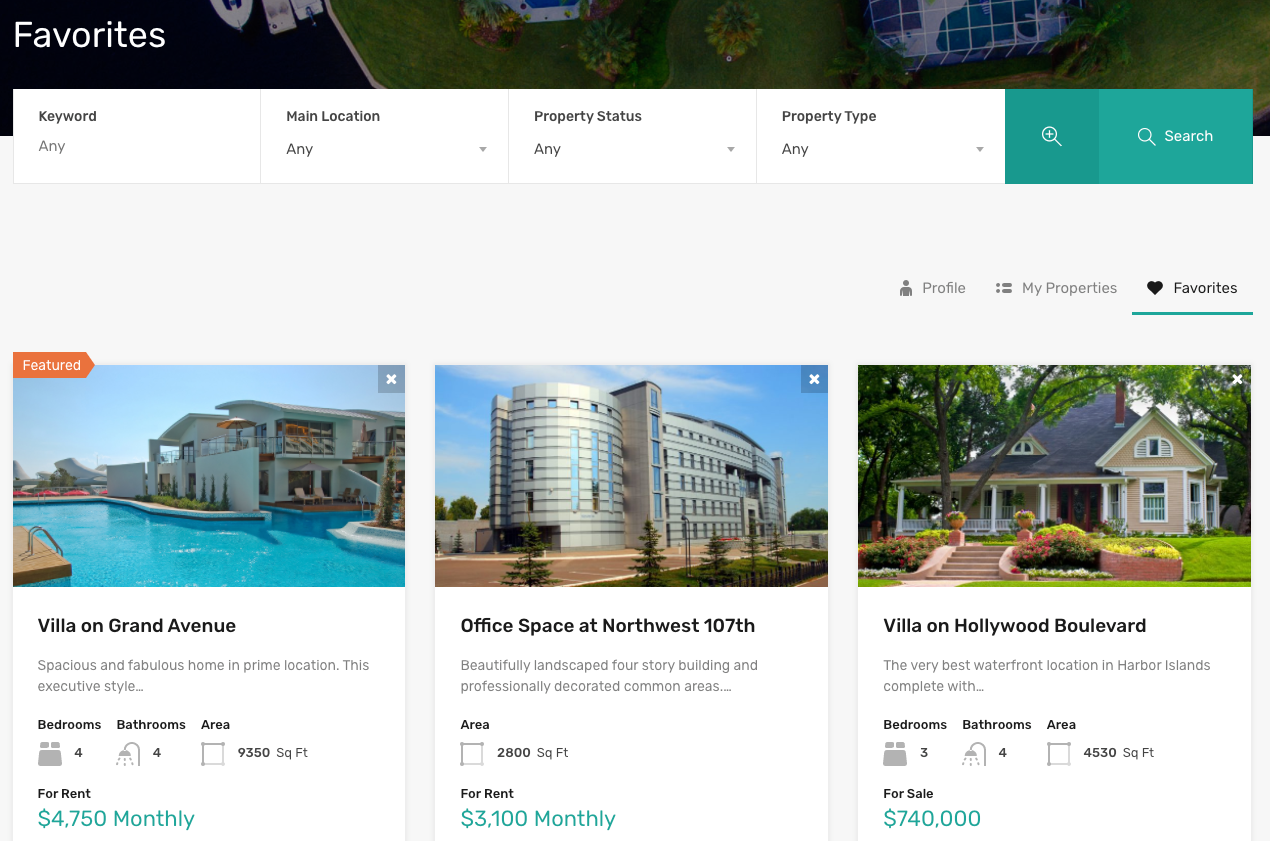 Favorites
Keyword
Any
Main Location
Any
Property Status
Any
Property Type
Any
Search
Profile
My Properties
Favorites
Featured
Villa on Grand Avenue
Spacious and fabulous home in prime location. This
executive style...
Bedrooms Bathrooms Area
4 4 9350 Sq Ft
For Rent
$4,750 Monthly
Office Space at Northwest 107th
Beautifully landscaped four story building and
professionally decorated common areas....
Area
2800 Sq Ft
For Rent
$3,100 Monthly
Villa on Hollywood Boulevard
The very best waterfront location in Harbor Islands
complete with...
Bedrooms Bathrooms Area
3 4 4530 Sq Ft
For Sale
$740,000